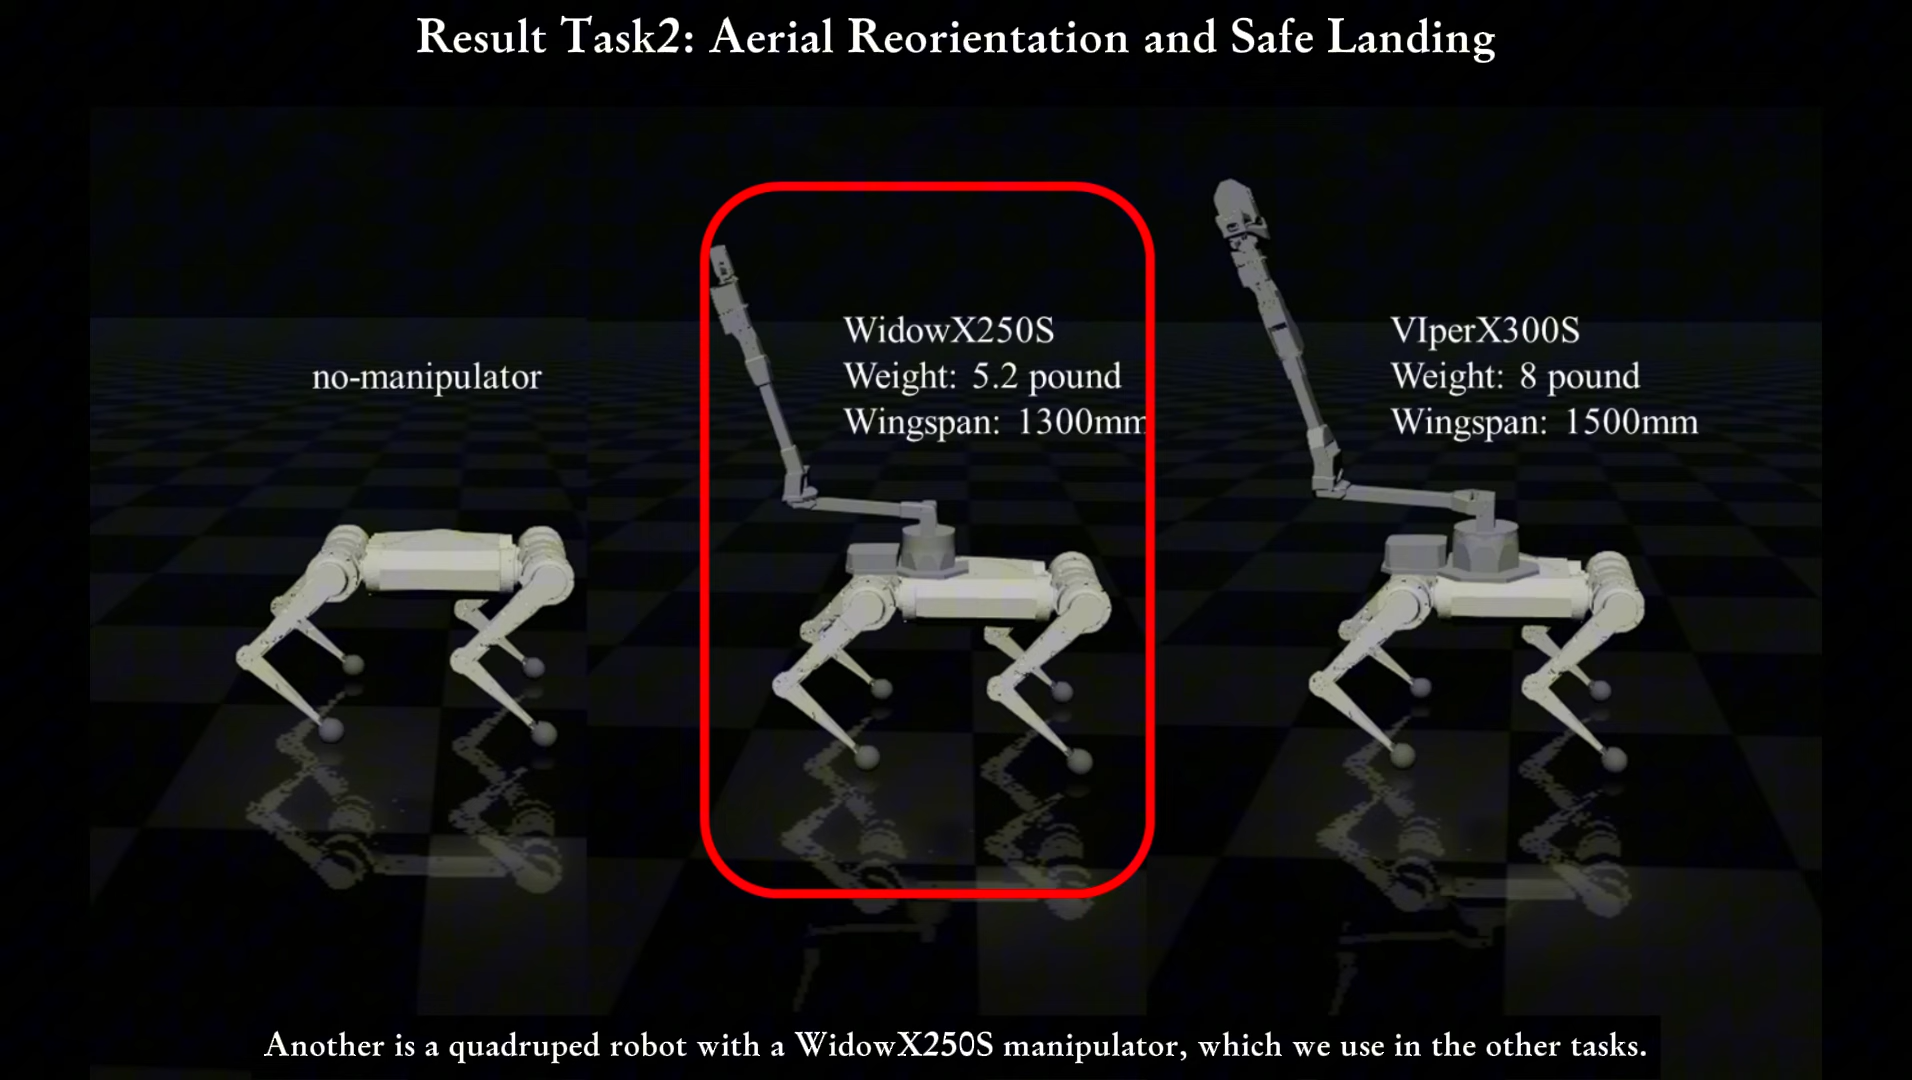 Result Task2: Aerial Reorientation and Safe Landing
no-manipulator
WidowX250S
Weight: 5.2 pound
Wingspan: 1300mm
VIperX300S
Weight: 8 pound
Wingspan: 1500mm
Another is a quadruped robot with a WidowX250S manipulator, which we use in the other tasks.